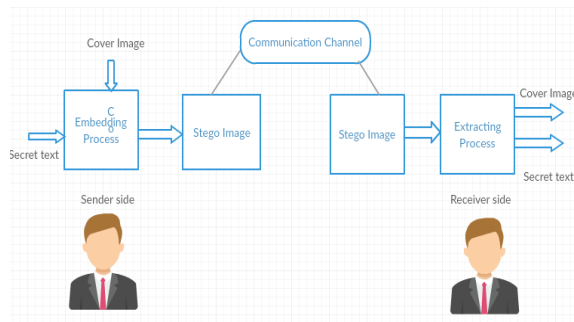 Cover Image
Communication Channel
C
o
Embedding
Process
Secret text
Stego Image
Stego Image
Extracting
Process
Cover Image
Secret text
Sender side
Receiver side